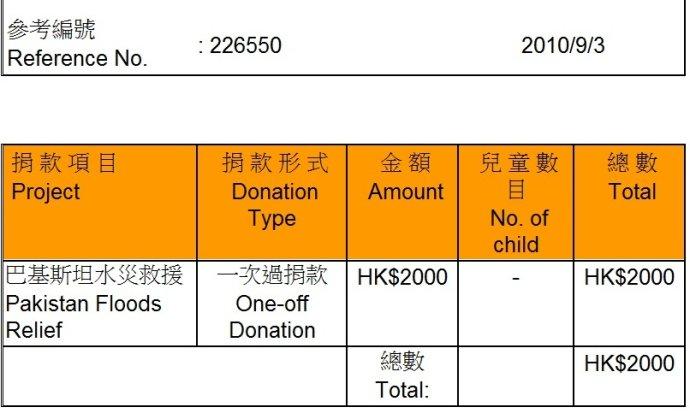 參考編號
Reference No.
: 226550
2010/9/3
捐款項目
Project
捐款形式
Donation
Type
金額
Amount
兒童數
目
No. of
child
總數
Total
巴基斯坦水災救援
Pakistan Floods
Relief
一次過捐款
One-off
Donation
HK$2000
-
HK$2000
總數
Total:
HK$2000